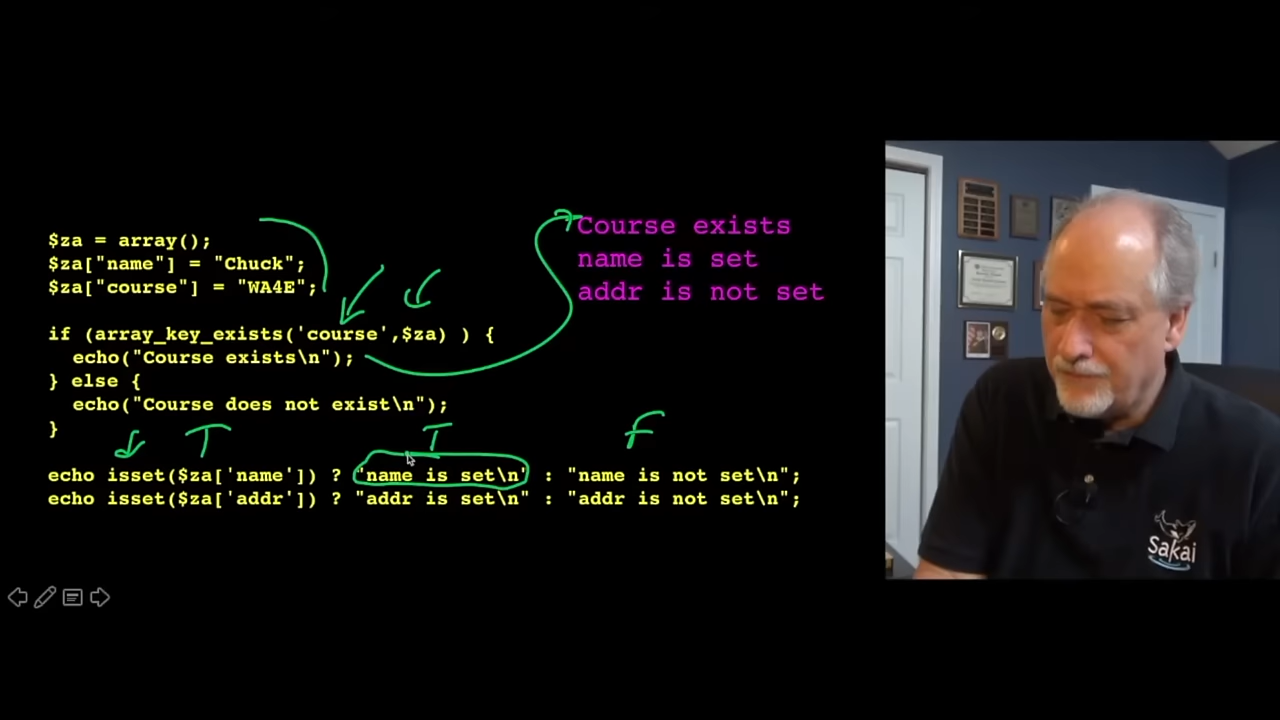 $za = array();
$za["name"] = "Chuck";
$za["course"] = "WA4E";
if (array_key_exists('course',$za) ) {
echo("Course exists\n");
} else {
echo("Course does not exist\n");
}
T T F
echo isset($za['name']) ? "name is set\n" : "name is not set\n";
echo isset($za['addr']) ? "addr is set\n" : "addr is not set\n";
Course exists
name is set
addr is not set
Sakai